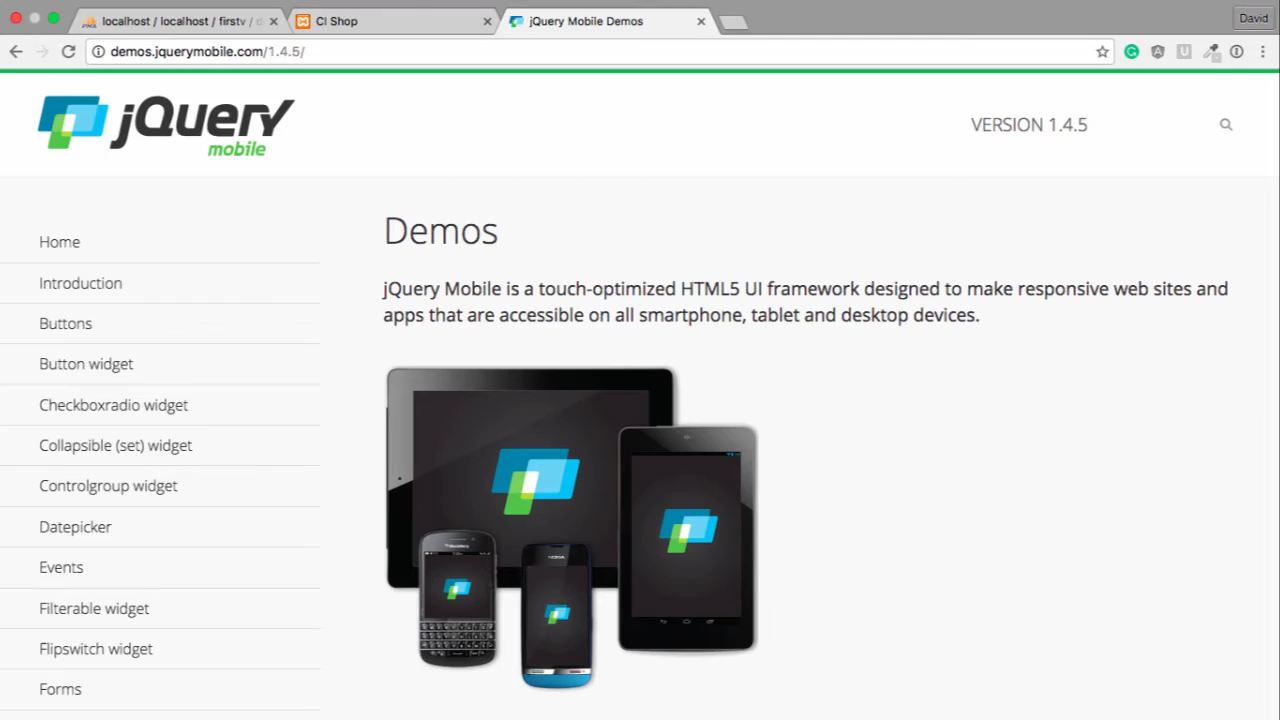 localhost / localhost / firstv / d
CI Shop
jQuery Mobile Demos
David
demos.jquerymobile.com/1.4.5/
jQuery
mobile
VERSION 1.4.5
Demos
jQuery Mobile is a touch-optimized HTML5 UI framework designed to make responsive web sites and
apps that are accessible on all smartphone, tablet and desktop devices.
Home
Introduction
Buttons
Button widget
Checkboxradio widget
Collapsible (set) widget
Controlgroup widget
Datepicker
Events
Filterable widget
Flipswitch widget
Forms
BlackBerry
NOKIA